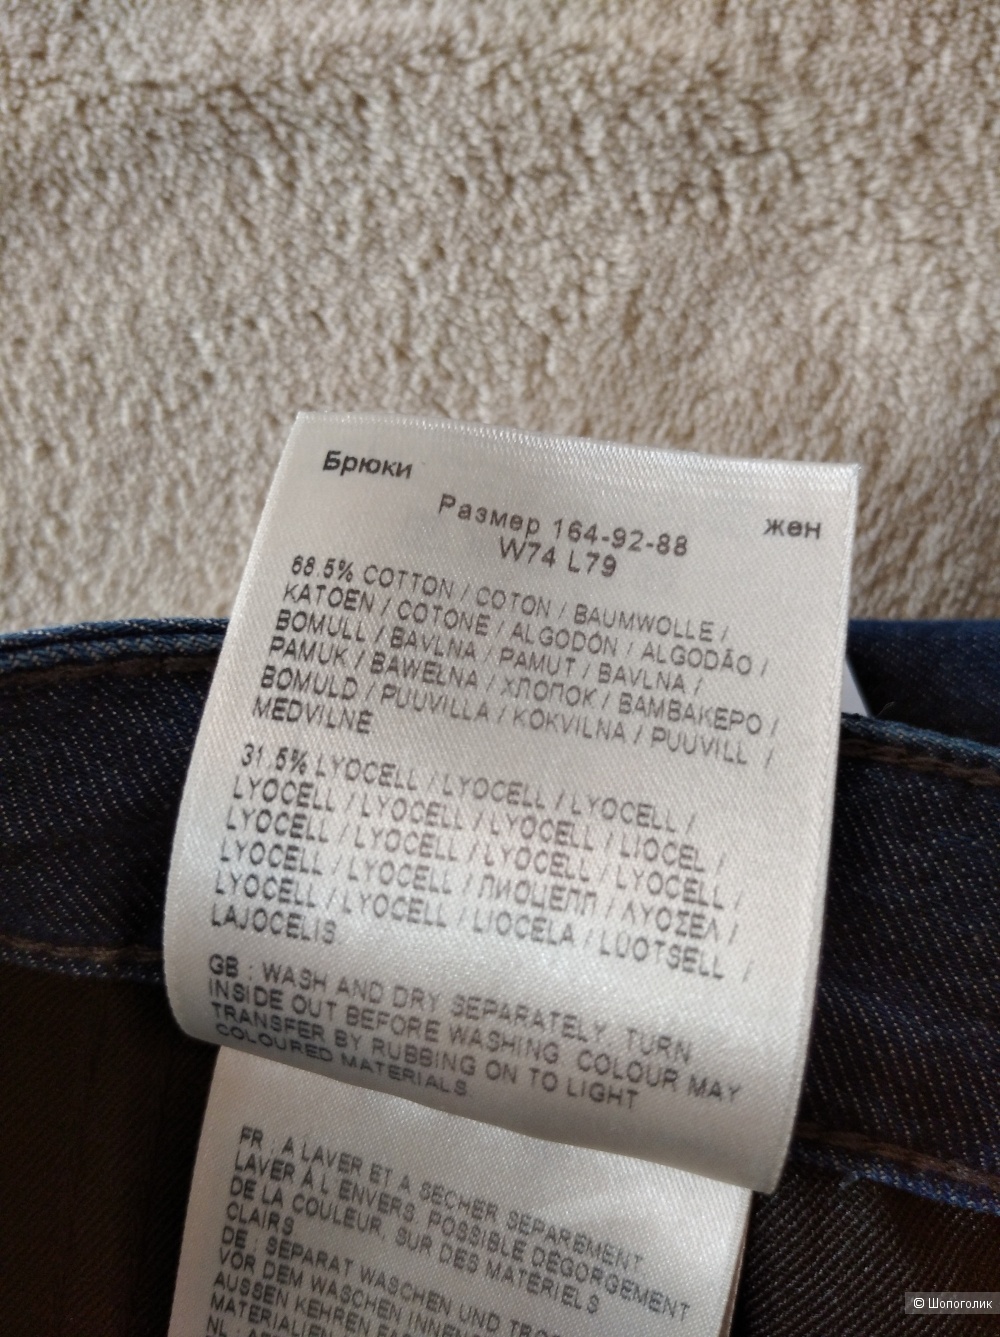 Брюки
жен
Размер 164-92-88
W74 L79
68.5% COTTON / COTON / BAUMWOLLE /
KATOEN / COTONE / ALGODÓN / ALGODÃO /
BOMULL / BAVLNA / PAMUT / BAVLNA /
PAMUK / BAWEŁNA / ХЛОПОК / ΒΑΜΒΑΚΕΡΟ /
BOMULD / PUUVILLA / KOKVILNA / PUUVILL /
MEDVILNĖ
31.5% LYOCELL / LYOCELL / LYOCELL /
LYOCELL / LYOCELL / LYOCELL / LIOCEL /
LYOCELL / LYOCELL / LYOCELL / LYOCELL /
LYOCELL / LYOCELL / ЛИОЦЕЛЛ / ΛΥΟΣΕΛ /
LYOCELL / LYOCELL / LIOCELA / LÜOTSELL /
LAJOCELIS
GB : WASH AND DRY SEPARATELY. TURN
INSIDE OUT BEFORE WASHING. COLOUR MAY
TRANSFER BY RUBBING ON TO LIGHT
COLOURED MATERIALS
FR : A LAVER ET A SECHER SEPAREMENT
LAVER À L ENVERS. POSSIBLE DÉGORGEMENT
DE LA COULEUR, SUR DES MATERIELS
CLAIRS
DE : SEPARAT WASCHEN UND
VOR DEM WASCHEN INNEN
AUSSEN KEHREN
MATERIALIEN
NL :
© Шопоголик